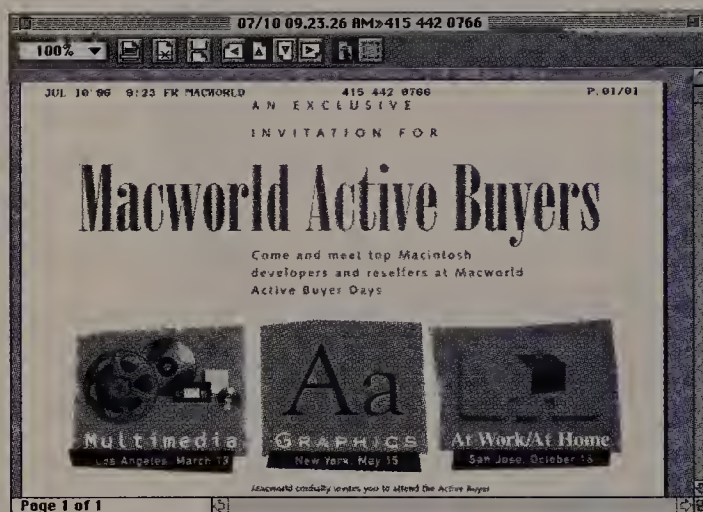 07/10 09.23.26 AM»415 442 0766
100%
JUL 10'96 9:23 FR MACWORLD 415 442 0766 P.01/01
AN EXCLUSIVE
INVITATION FOR
Macworld Active Buyers
Come and meet top Macintosh
developers and resellers at Macworld
Active Buyer Days
Aa
Multimedia GRAPHICS At Work/At Home
Los Angeles, March 13 New York, May 15 San Jose, October 16
Macworld cordially invites you to attend the Active Buyer
Page 1 of 1